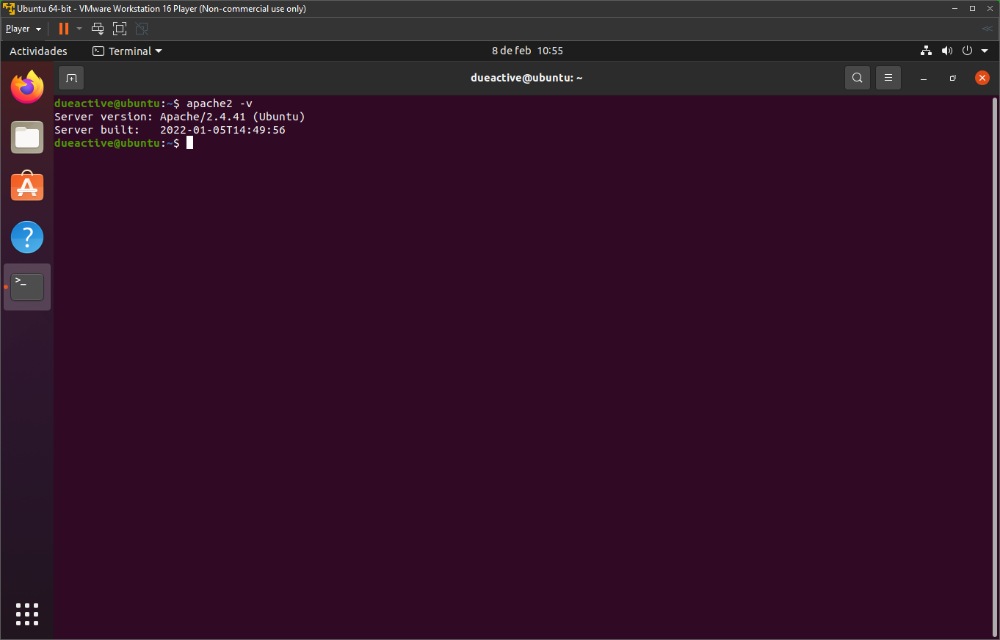 Ubuntu 64-bit - VMware Workstation 16 Player (Non-commercial use only)
Player
Actividades
Terminal
8 de feb 10:55
dueactive@ubuntu: ~
dueactive@ubuntu:~$ apache2 -v
Server version: Apache/2.4.41 (Ubuntu)
Server built:   2022-01-05T14:49:56
dueactive@ubuntu:~$